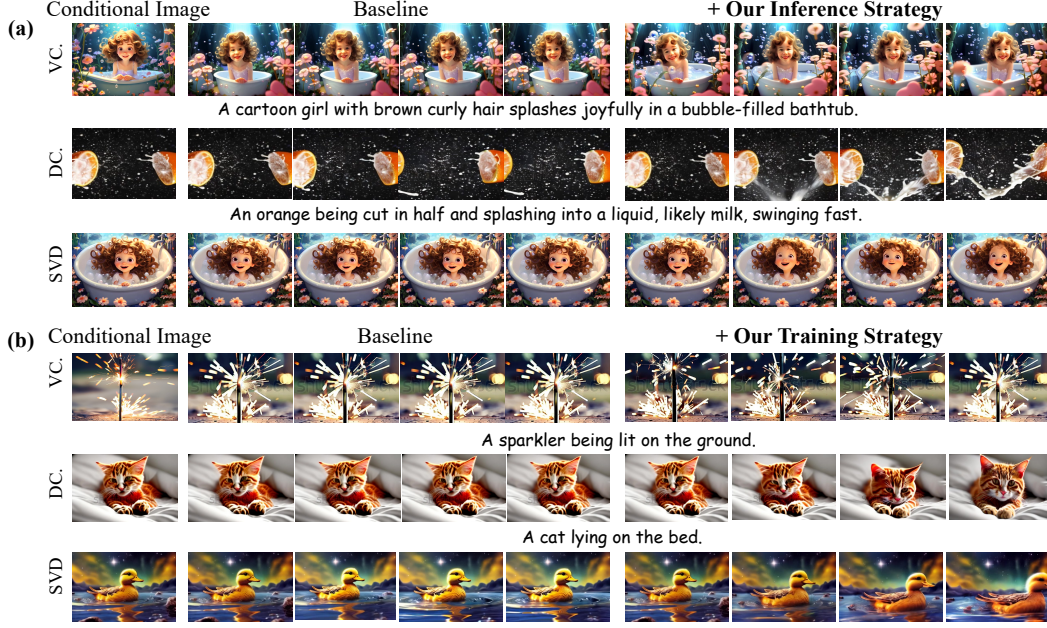 Conditional Image Baseline + Our Inference Strategy
(a)
VC.
A cartoon girl with brown curly hair splashes joyfully in a bubble-filled bathtub.
DC.
An orange being cut in half and splashing into a liquid, likely milk, swinging fast.
SVD
(b) Conditional Image Baseline + Our Training Strategy
VC.
A sparkler being lit on the ground.
DC.
A cat lying on the bed.
SVD